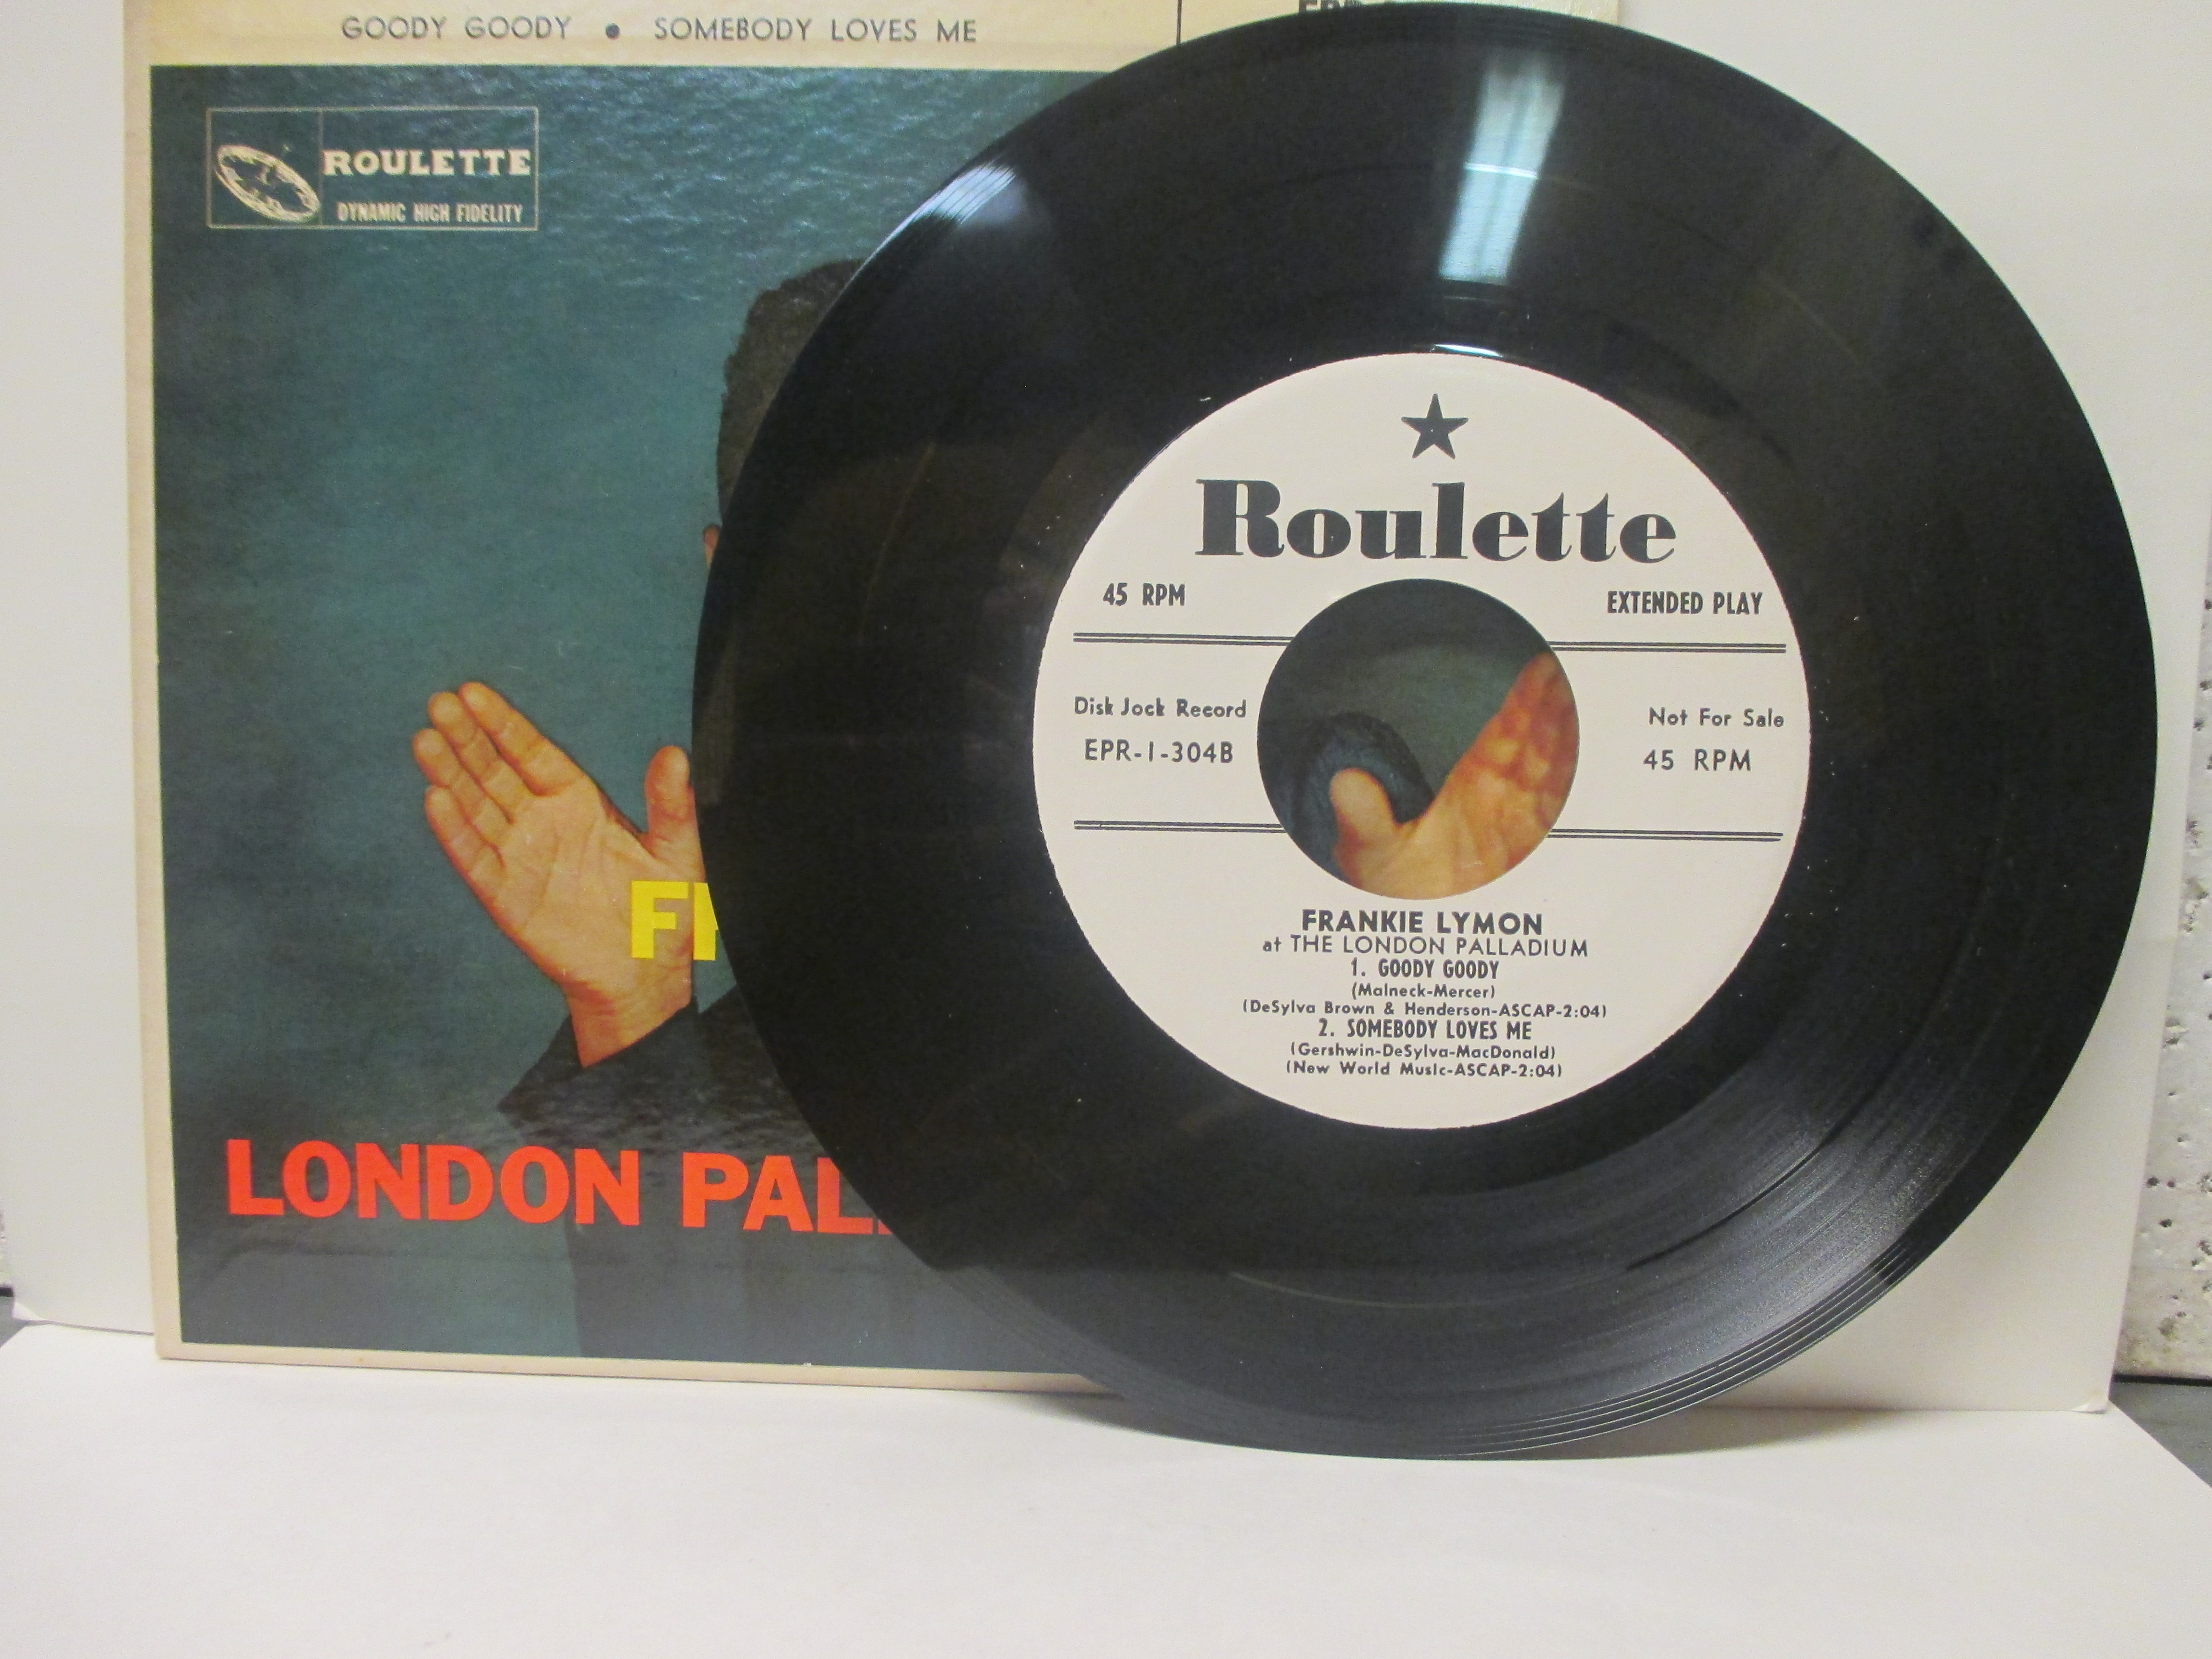 GOODY GOODY • SOMEBODY LOVES ME
ROULETTE
DYNAMIC HIGH FIDELITY
LONDON
Roulette
45 RPM EXTENDED PLAY
Disk Jock Record Not For Sale
EPR-1-304B 45 RPM
FRANKIE LYMON
at THE LONDON PALLADIUM
1. GOODY GOODY
(Malneck-Mercer)
(DeSylva Brown & Henderson-ASCAP-2:04)
2. SOMEBODY LOVES ME
(Gershwin-DeSylva-MacDonald)
(New World Music-ASCAP-2:04)